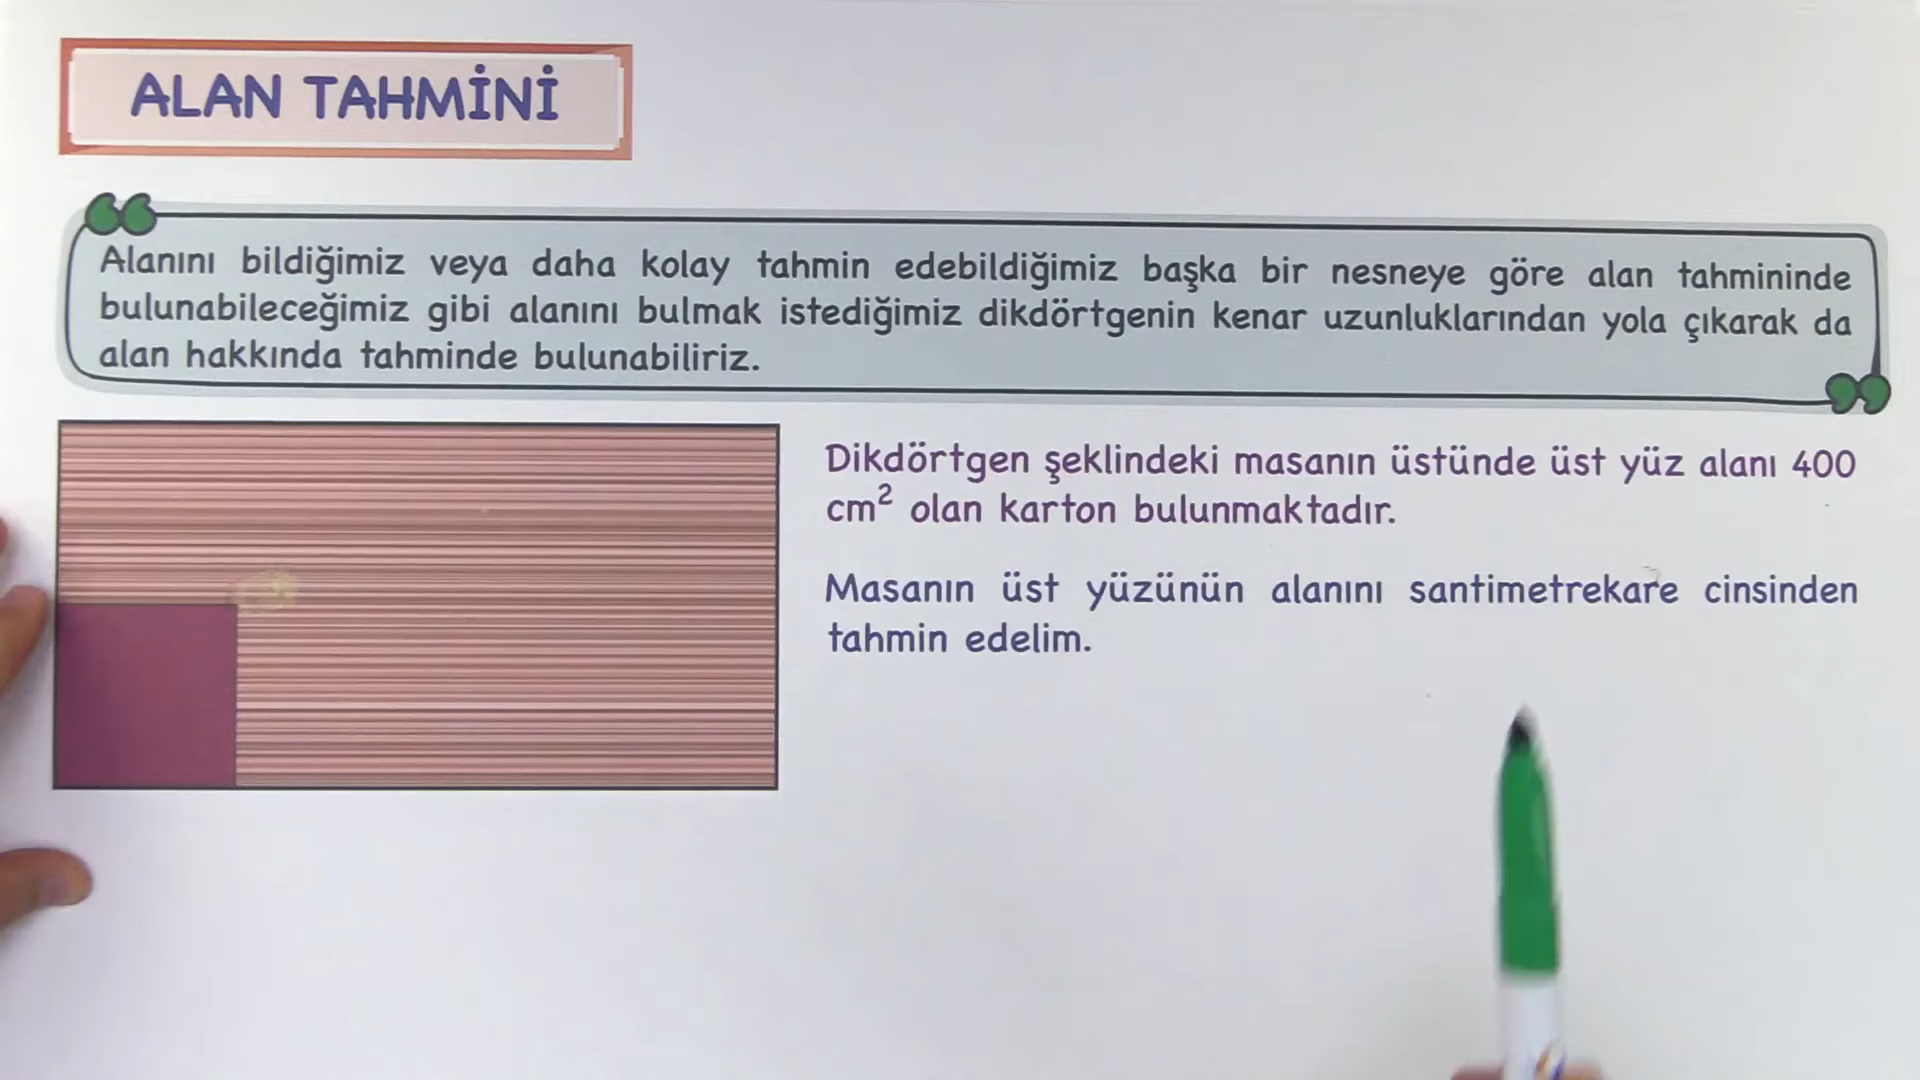 ALAN TAHMİNİ
Alanını bildiğimiz veya daha kolay tahmin edebildiğimiz başka bir nesneye göre alan tahmininde
bulunabileceğimiz gibi alanını bulmak istediğimiz dikdörtgenin kenar uzunluklarından yola çıkarak da
alan hakkında tahminde bulunabiliriz.
Dikdörtgen şeklindeki masanın üstünde üst yüz alanı 400
cm² olan karton bulunmaktadır.
Masanın üst yüzünün alanını santimetrekare cinsinden
tahmin edelim.